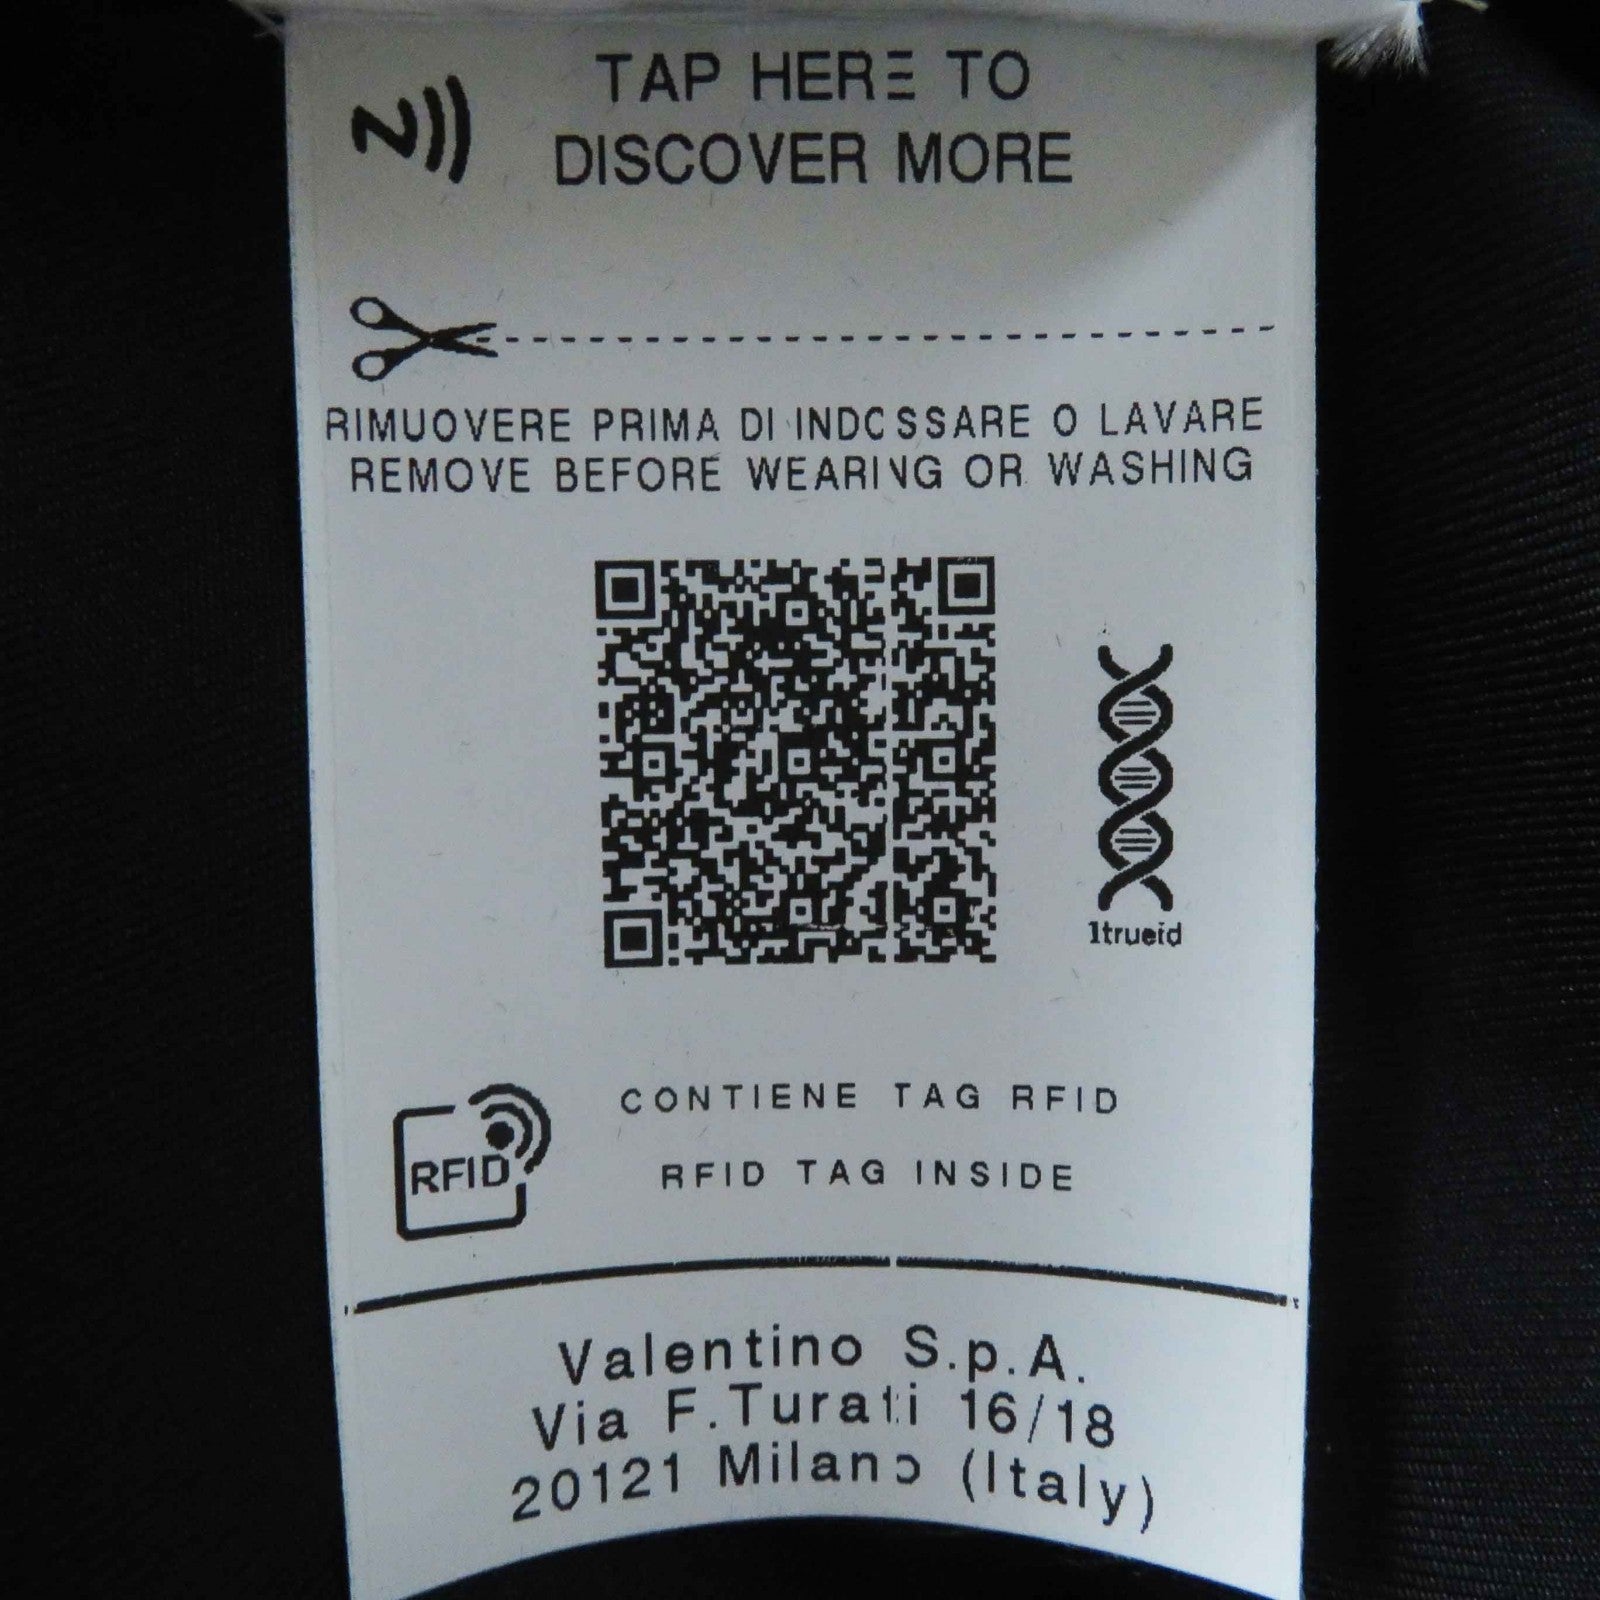 TAP HERE TO
DISCOVER MORE
RIMUOVERE PRIMA DI INDOSSARE O LAVARE
REMOVE BEFORE WEARING OR WASHING
1trueid
CONTIENE TAG RFID
RFID
RFID TAG INSIDE
Valentino S.p.A.
Via F.Turati 16/18
20121 Milano (Italy)